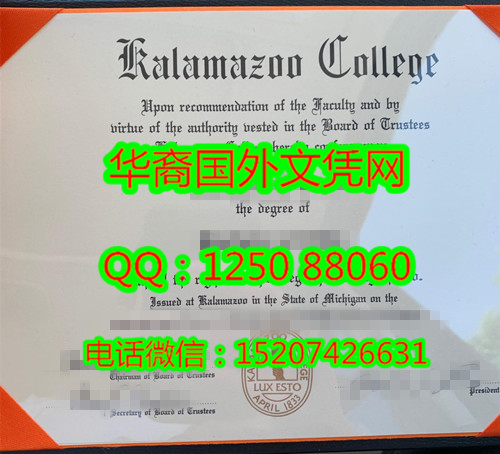 Kalamazoo College
Upon recommendation of the Faculty and by
virtue of the authority vested in the Board of Trustees
华裔国外文凭网
the degree of
QQ：1250 88060
Issued at Kalamazoo in the State of Michigan on the
电话微信：15207426631
Chairman of Board of Trustees
LUX ESTO
APRIL 1833
President
Secretary of Board of Trustees